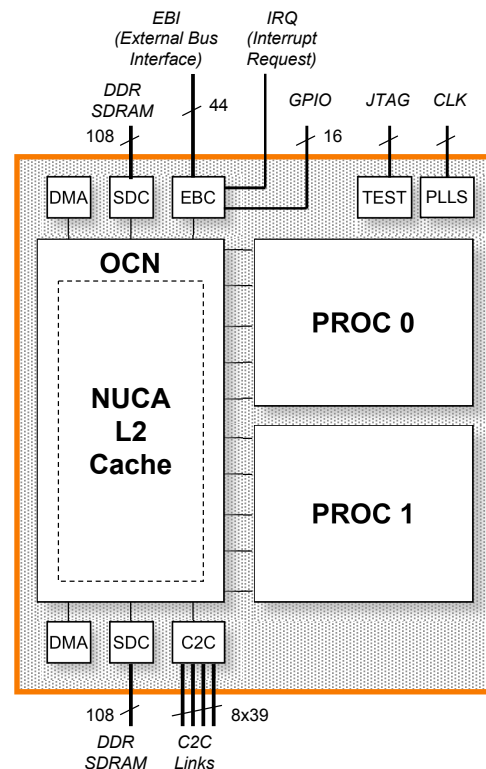 EBI
(External Bus
Interface)
IRQ
(Interrupt
Request)
DDR
SDRAM
44
GPIO
JTAG
CLK
108
16
DMA
SDC
EBC
TEST
PLLS
OCN
NUCA
L2
Cache
PROC 0
PROC 1
DMA
SDC
C2C
108
8x39
DDR
SDRAM
C2C
Links